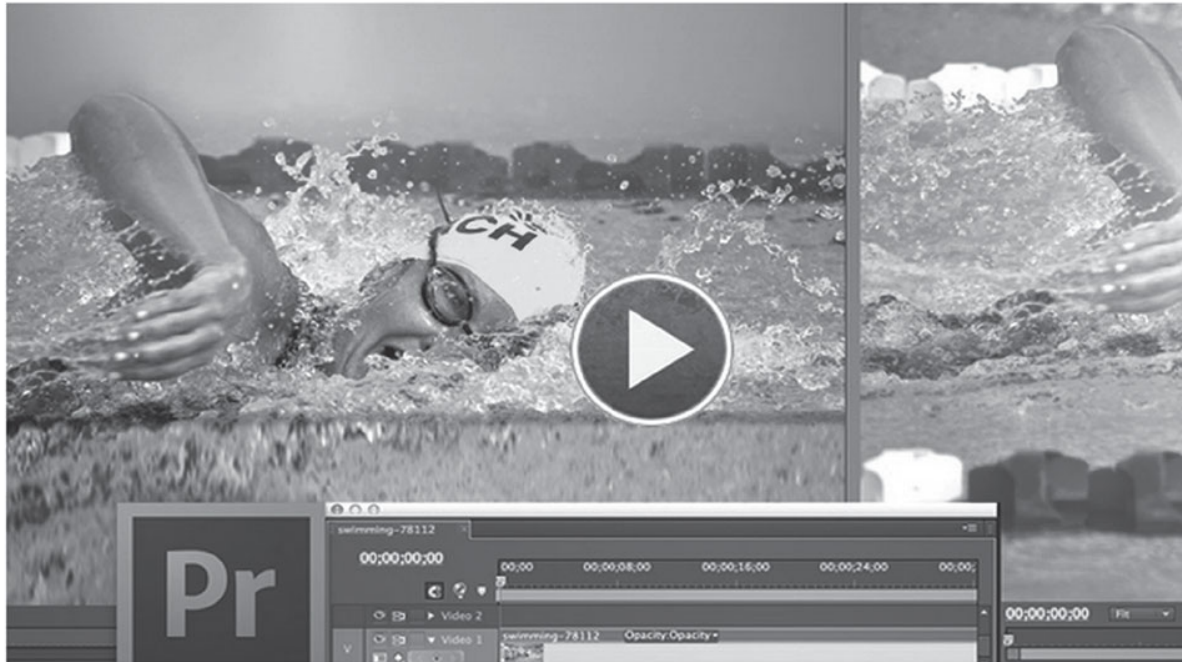 CH
Pr
swimming-78112
00;00;00;00
00;00 00;00;08;00 00;00;16;00 00;00;24;00 00;00;
Video 2
V Video 1 swimming-78112 Opacity:Opacity
00;00;00;00 Fit